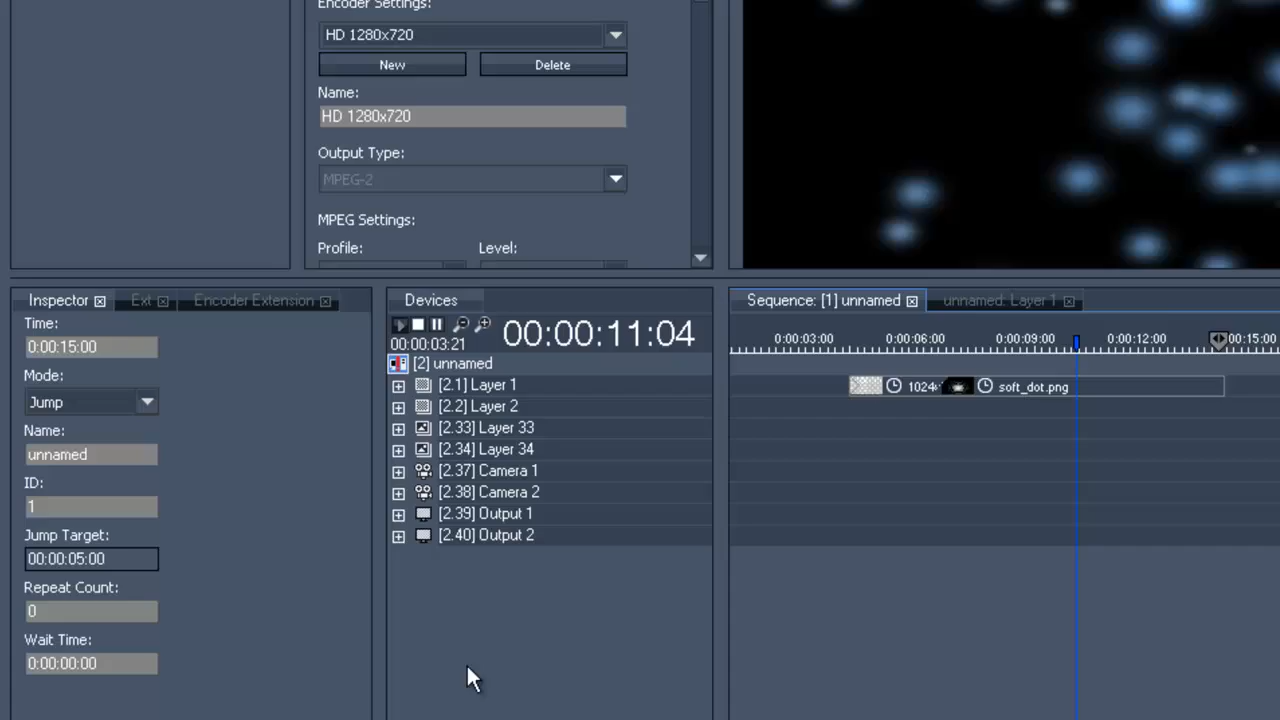 Encoder Settings:
HD 1280x720
New
Delete
Name:
HD 1280x720
Output Type:
MPEG-2
MPEG Settings:
Profile:
Level:
Inspector
Ext
Encoder Extension
Time:
0:00:15:00
Mode:
Jump
Name:
unnamed
ID:
1
Jump Target:
00:00:05:00
Repeat Count:
0
Wait Time:
0:00:00:00
Devices
00:00:03:21
00:00:11:04
[2] unnamed
[2.1] Layer 1
[2.2] Layer 2
[2.33] Layer 33
[2.34] Layer 34
[2.37] Camera 1
[2.38] Camera 2
[2.39] Output 1
[2.40] Output 2
Sequence: [1] unnamed
unnamed: Layer 1
0:00:03:00
0:00:06:00
0:00:09:00
0:00:12:00
00:15:00
1024
soft_dot.png